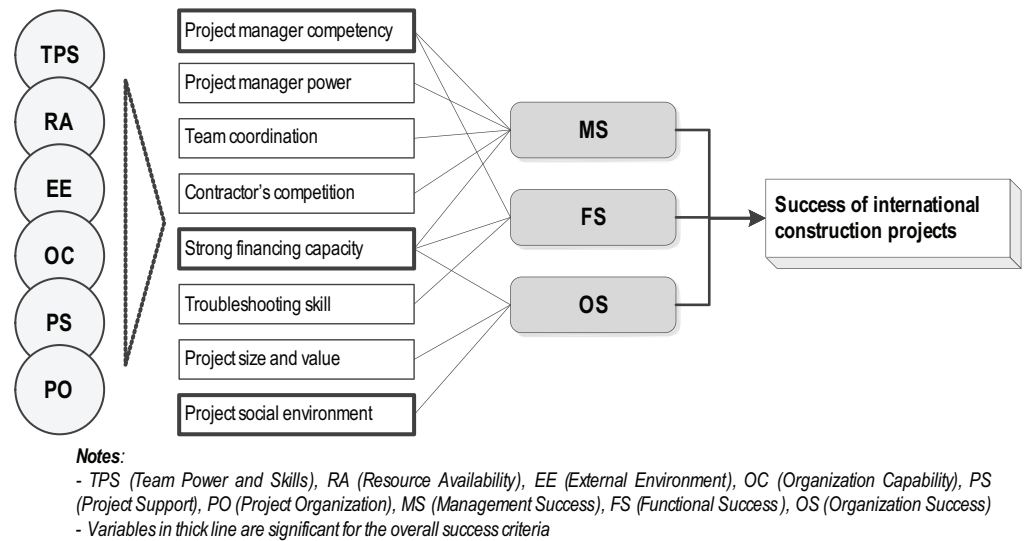 TPS
RA
EE
OC
PS
PO
Project manager competency
Project manager power
Team coordination
Contractor's competition
Strong financing capacity
Troubleshooting skill
Project size and value
Project social environment
MS
FS
OS
Success of international
construction projects
Notes:
- TPS (Team Power and Skills), RA (Resource Availability), EE (External Environment), OC (Organization Capability), PS
(Project Support), PO (Project Organization), MS (Management Success), FS (Functional Success), OS (Organization Success)
- Variables in thick line are significant for the overall success criteria